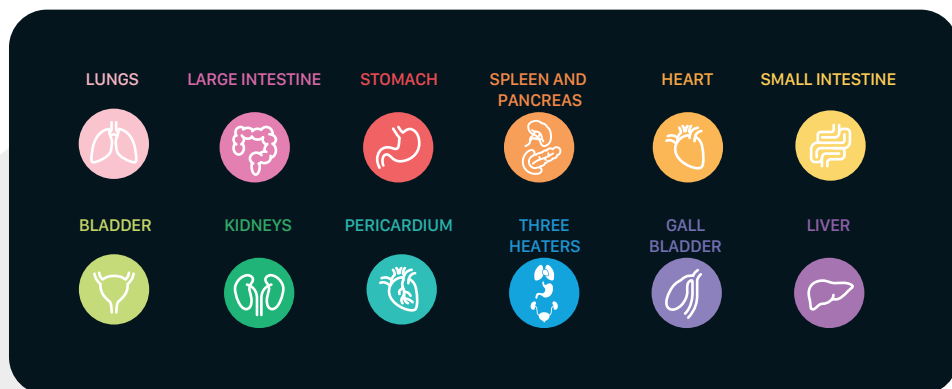 LUNGS
LARGE INTESTINE
STOMACH
SPLEEN AND
PANCREAS
HEART
SMALL INTESTINE
BLADDER
KIDNEYS
PERICARDIUM
THREE
HEATERS
GALL
BLADDER
LIVER